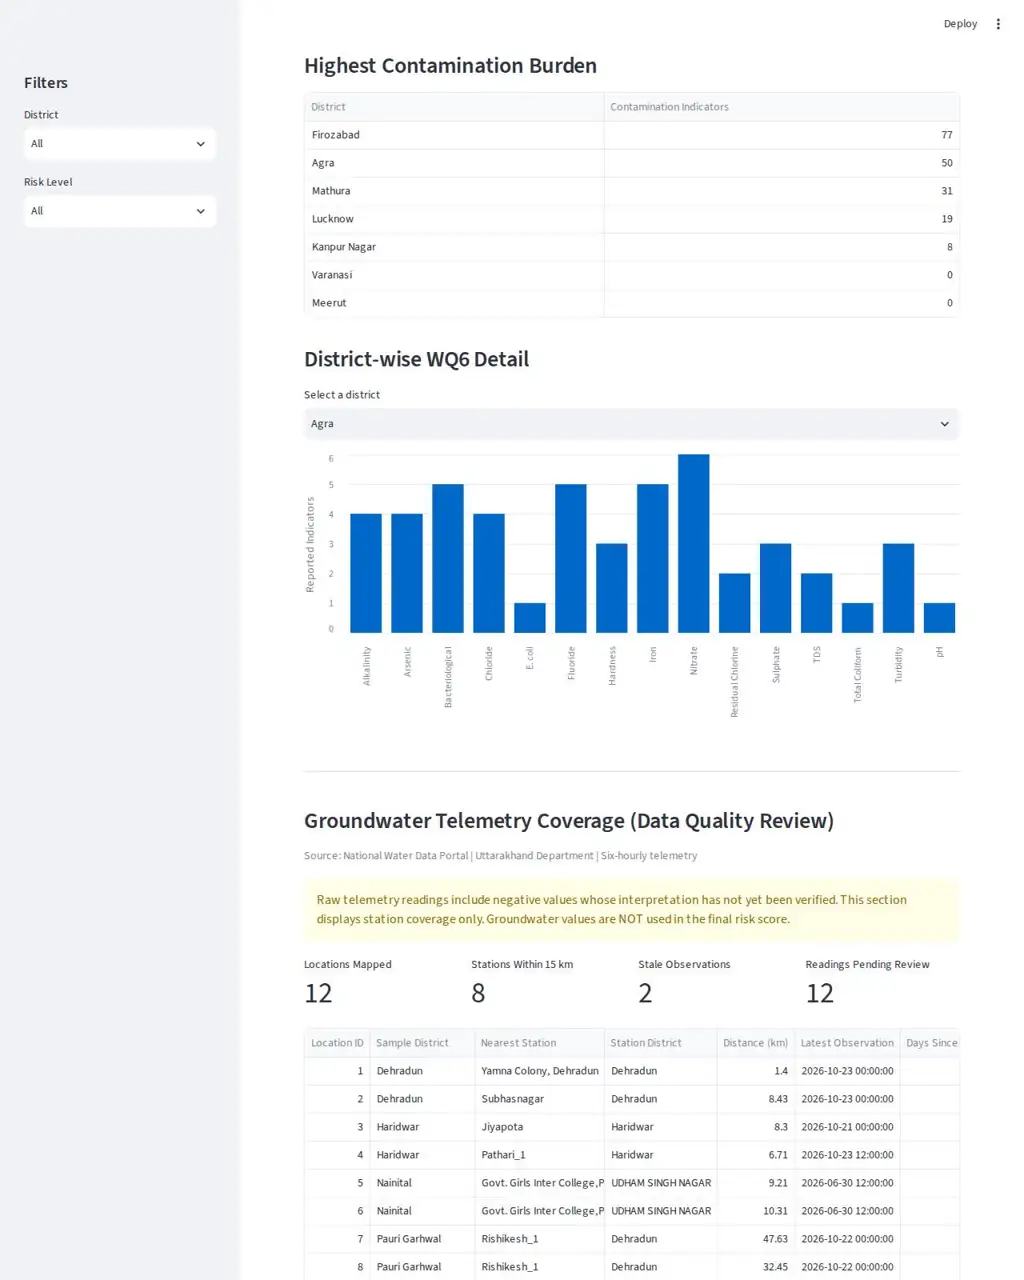 Deploy
Filters
District
All
Risk Level
All
Highest Contamination Burden
District Contamination Indicators
Firozabad 77
Agra 50
Mathura 31
Lucknow 19
Kanpur Nagar 8
Varanasi 0
Meerut 0
District-wise WQ6 Detail
Select a district
Agra
Reported Indicators
6
5
4
3
2
1
0
Alkalinity
Arsenic
Bacteriological
Chloride
E. coli
Fluoride
Hardness
Iron
Nitrate
Residual Chlorine
Sulphate
TDS
Total Coliform
Turbidity
pH
Groundwater Telemetry Coverage (Data Quality Review)
Source: National Water Data Portal | Uttarakhand Department | Six-hourly telemetry
Raw telemetry readings include negative values whose interpretation has not yet been verified. This section
displays station coverage only. Groundwater values are NOT used in the final risk score.
Locations Mapped Stations Within 15 km Stale Observations Readings Pending Review
12 8 2 12
Location ID Sample District Nearest Station Station District Distance (km) Latest Observation Days Since
1 Dehradun Yamna Colony, Dehradun Dehradun 1.4 2026-10-23 00:00:00
2 Dehradun Subhasnagar Dehradun 8.43 2026-10-23 00:00:00
3 Haridwar Jiyapota Haridwar 8.3 2026-10-21 00:00:00
4 Haridwar Pathari_1 Haridwar 6.71 2026-10-23 12:00:00
5 Nainital Govt. Girls Inter College,P UDHAM SINGH NAGAR 9.21 2026-06-30 12:00:00
6 Nainital Govt. Girls Inter College,P UDHAM SINGH NAGAR 10.31 2026-06-30 12:00:00
7 Pauri Garhwal Rishikesh_1 Dehradun 47.63 2026-10-22 00:00:00
8 Pauri Garhwal Rishikesh_1 Dehradun 32.45 2026-10-22 00:00:00